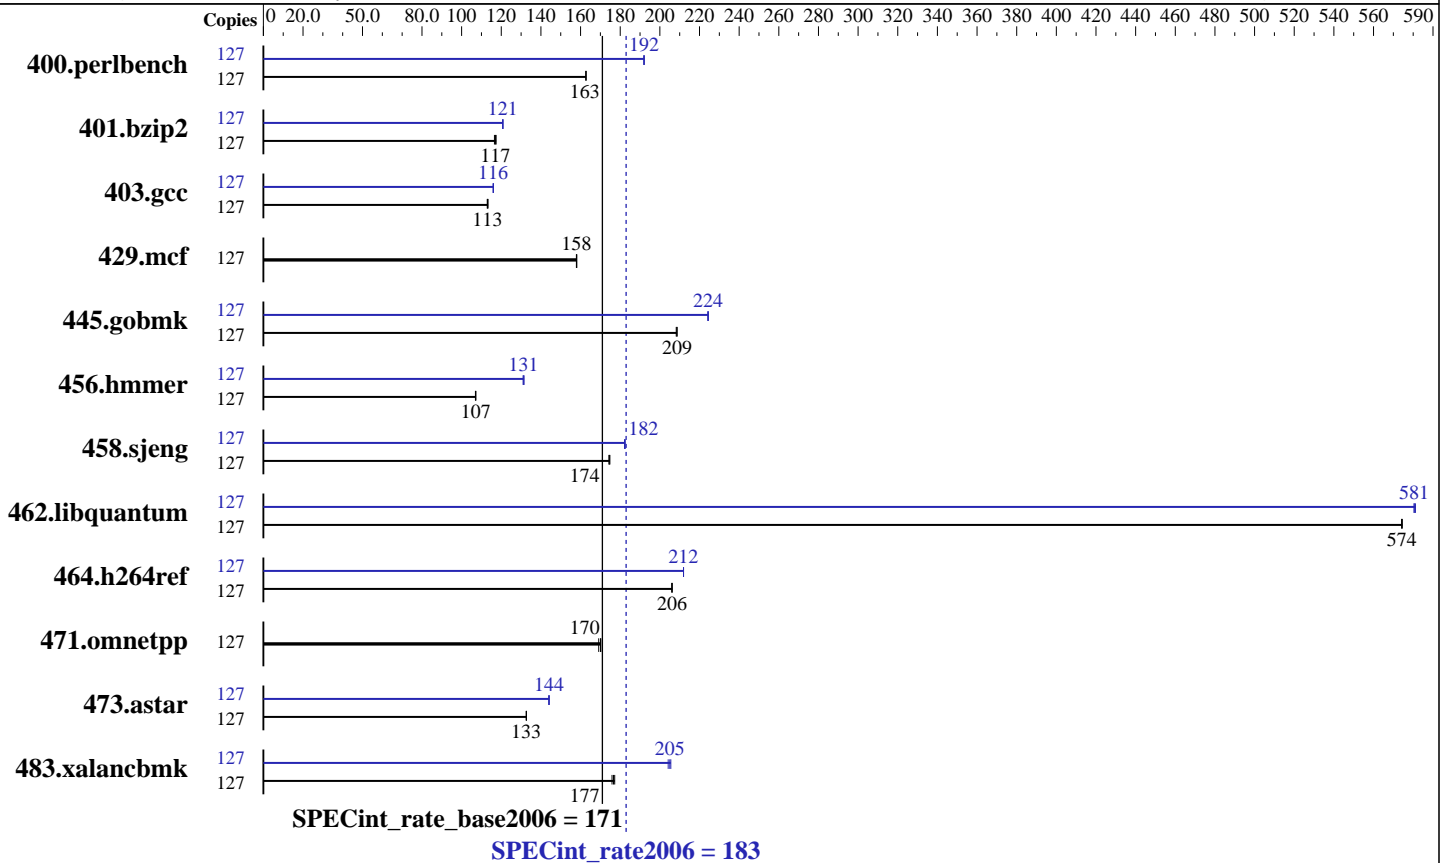 Copies 0 20.0 50.0 80.0 100 120 140 160 180 200 220 240 260 280 300 320 340 360 380 400 420 440 460 480 500 520 540 560 590
400.perlbench 127 192
127 163
401.bzip2 127 121
127 117
403.gcc 127 116
127 113
429.mcf 127 158
445.gobmk 127 224
127 209
456.hmmer 127 131
127 107
458.sjeng 127 182
127 174
462.libquantum 127 581
127 574
464.h264ref 127 212
127 206
471.omnetpp 127 170
473.astar 127 144
127 133
483.xalancbmk 127 205
127 177
SPECint_rate_base2006 = 171
SPECint_rate2006 = 183